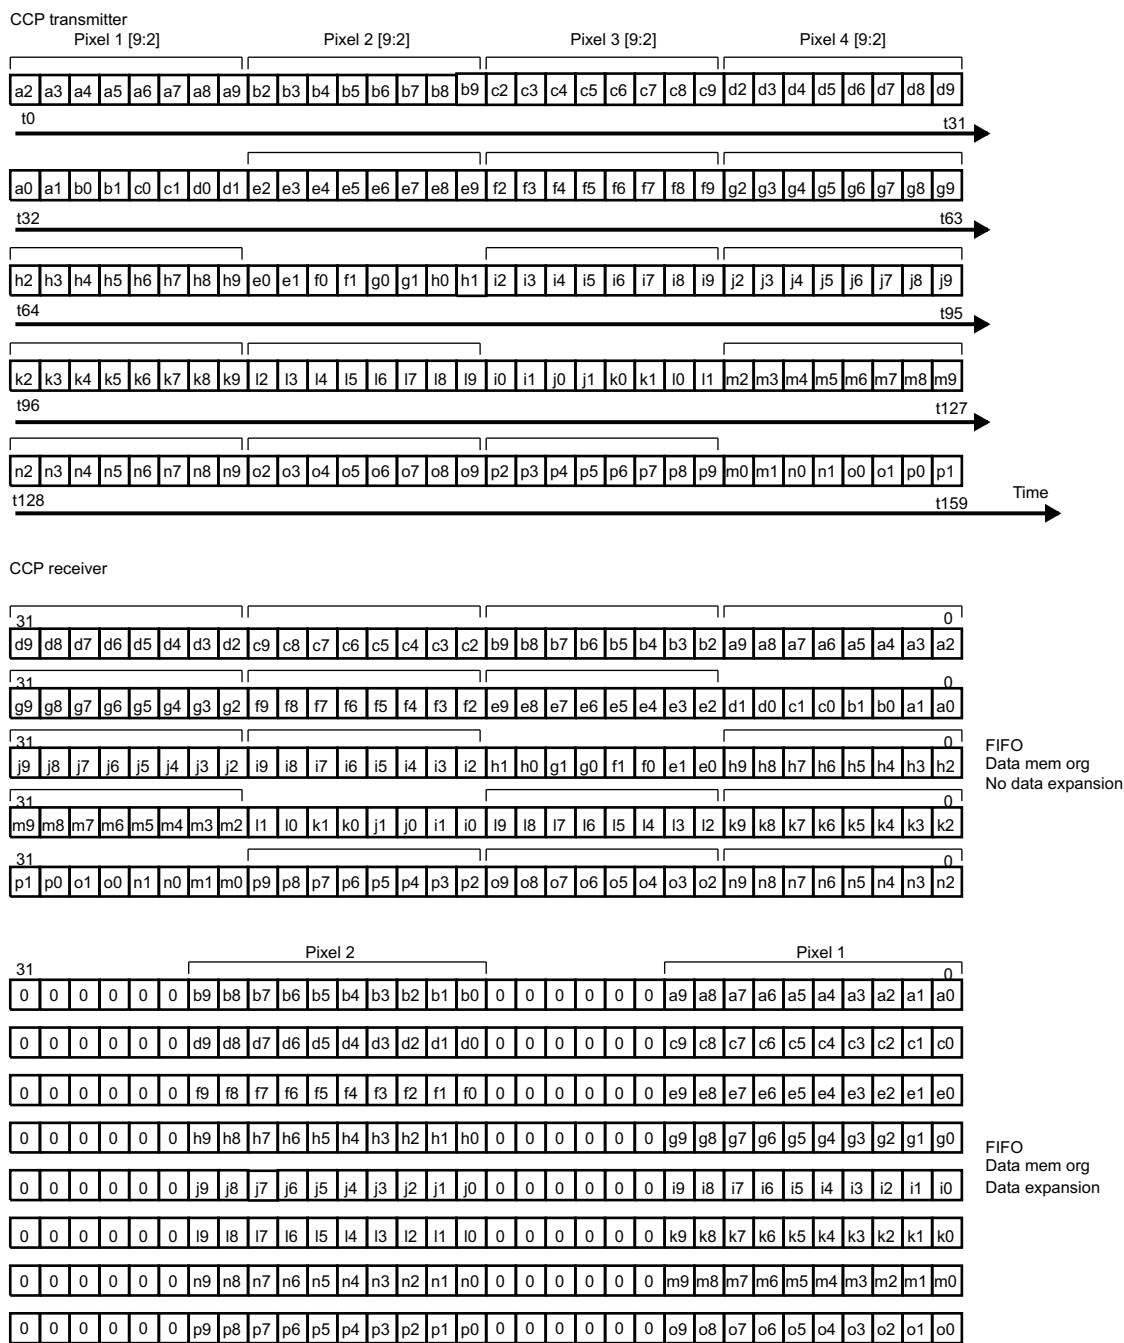 CCP transmitter
Pixel 1 [9:2] Pixel 2 [9:2] Pixel 3 [9:2] Pixel 4 [9:2]
a2 a3 a4 a5 a6 a7 a8 a9 b2 b3 b4 b5 b6 b7 b8 b9 c2 c3 c4 c5 c6 c7 c8 c9 d2 d3 d4 d5 d6 d7 d8 d9
t0 t31
a0 a1 b0 b1 c0 c1 d0 d1 e2 e3 e4 e5 e6 e7 e8 e9 f2 f3 f4 f5 f6 f7 f8 f9 g2 g3 g4 g5 g6 g7 g8 g9
t32 t63
h2 h3 h4 h5 h6 h7 h8 h9 e0 e1 f0 f1 g0 g1 h0 h1 i2 i3 i4 i5 i6 i7 i8 i9 j2 j3 j4 j5 j6 j7 j8 j9
t64 t95
k2 k3 k4 k5 k6 k7 k8 k9 l2 l3 l4 l5 l6 l7 l8 l9 i0 i1 j0 j1 k0 k1 l0 l1 m2 m3 m4 m5 m6 m7 m8 m9
t96 t127
n2 n3 n4 n5 n6 n7 n8 n9 o2 o3 o4 o5 o6 o7 o8 o9 p2 p3 p4 p5 p6 p7 p8 p9 m0 m1 n0 n1 o0 o1 p0 p1
t128 t159 Time
CCP receiver
31 0
d9 d8 d7 d6 d5 d4 d3 d2 c9 c8 c7 c6 c5 c4 c3 c2 b9 b8 b7 b6 b5 b4 b3 b2 a9 a8 a7 a6 a5 a4 a3 a2
31 0
g9 g8 g7 g6 g5 g4 g3 g2 f9 f8 f7 f6 f5 f4 f3 f2 e9 e8 e7 e6 e5 e4 e3 e2 d1 d0 c1 c0 b1 b0 a1 a0
31 0
j9 j8 j7 j6 j5 j4 j3 j2 i9 i8 i7 i6 i5 i4 i3 i2 h1 h0 g1 g0 f1 f0 e1 e0 h9 h8 h7 h6 h5 h4 h3 h2
FIFO
Data mem org
No data expansion
31 0
m9 m8 m7 m6 m5 m4 m3 m2 l1 l0 k1 k0 j1 j0 i1 i0 l9 l8 l7 l6 l5 l4 l3 l2 k9 k8 k7 k6 k5 k4 k3 k2
31 0
p1 p0 o1 o0 n1 n0 m1 m0 p9 p8 p7 p6 p5 p4 p3 p2 o9 o8 o7 o6 o5 o4 o3 o2 n9 n8 n7 n6 n5 n4 n3 n2
Pixel 2 Pixel 1
31 0
0 0 0 0 0 0 b9 b8 b7 b6 b5 b4 b3 b2 b1 b0 0 0 0 0 0 0 a9 a8 a7 a6 a5 a4 a3 a2 a1 a0
0 0 0 0 0 0 d9 d8 d7 d6 d5 d4 d3 d2 d1 d0 0 0 0 0 0 0 c9 c8 c7 c6 c5 c4 c3 c2 c1 c0
0 0 0 0 0 0 f9 f8 f7 f6 f5 f4 f3 f2 f1 f0 0 0 0 0 0 0 e9 e8 e7 e6 e5 e4 e3 e2 e1 e0
0 0 0 0 0 0 h9 h8 h7 h6 h5 h4 h3 h2 h1 h0 0 0 0 0 0 0 g9 g8 g7 g6 g5 g4 g3 g2 g1 g0
FIFO
Data mem org
Data expansion
0 0 0 0 0 0 j9 j8 j7 j6 j5 j4 j3 j2 j1 j0 0 0 0 0 0 0 i9 i8 i7 i6 i5 i4 i3 i2 i1 i0
0 0 0 0 0 0 l9 l8 l7 l6 l5 l4 l3 l2 l1 l0 0 0 0 0 0 0 k9 k8 k7 k6 k5 k4 k3 k2 k1 k0
0 0 0 0 0 0 n9 n8 n7 n6 n5 n4 n3 n2 n1 n0 0 0 0 0 0 0 m9 m8 m7 m6 m5 m4 m3 m2 m1 m0
0 0 0 0 0 0 p9 p8 p7 p6 p5 p4 p3 p2 p1 p0 0 0 0 0 0 0 o9 o8 o7 o6 o5 o4 o3 o2 o1 o0